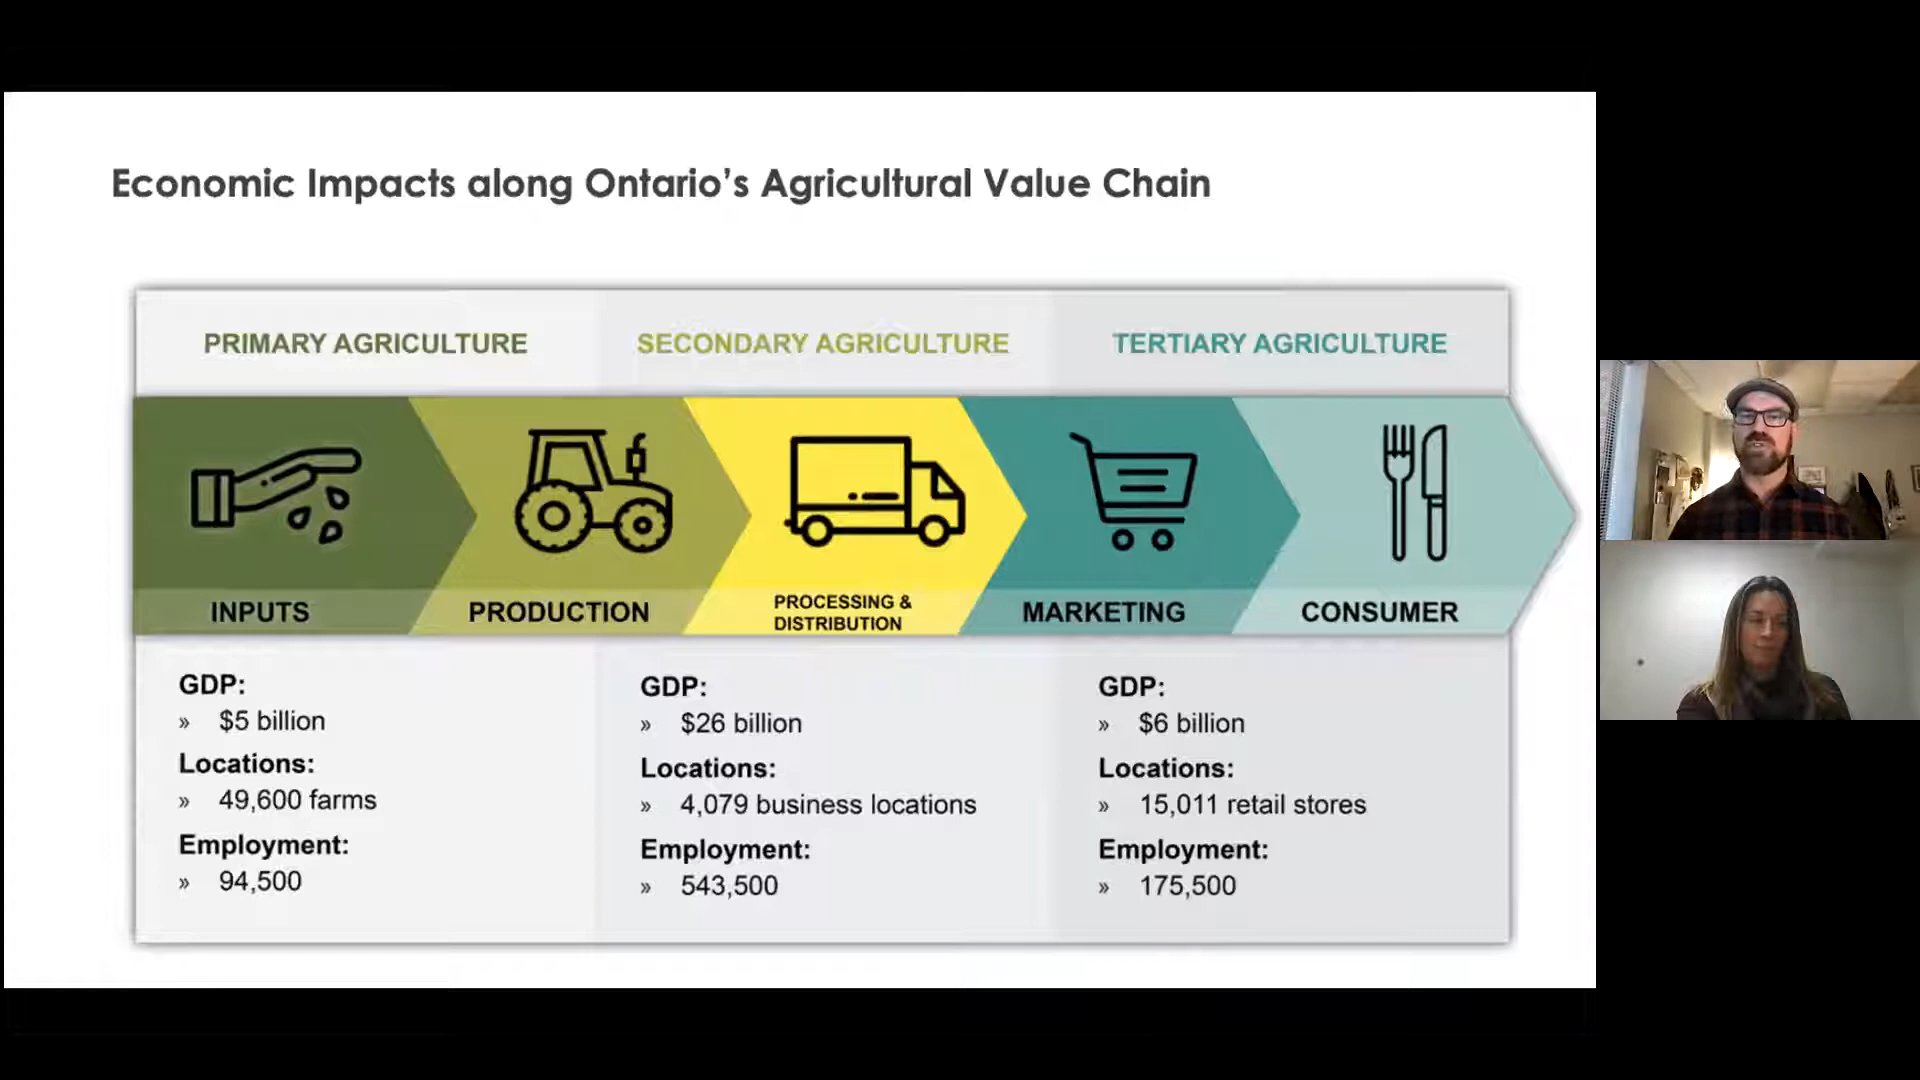 Economic Impacts along Ontario’s Agricultural Value Chain
PRIMARY AGRICULTURE
SECONDARY AGRICULTURE
TERTIARY AGRICULTURE
INPUTS
PRODUCTION
PROCESSING &
DISTRIBUTION
MARKETING
CONSUMER
GDP:
» $5 billion
Locations:
» 49,600 farms
Employment:
» 94,500
GDP:
» $26 billion
Locations:
» 4,079 business locations
Employment:
» 543,500
GDP:
» $6 billion
Locations:
» 15,011 retail stores
Employment:
» 175,500